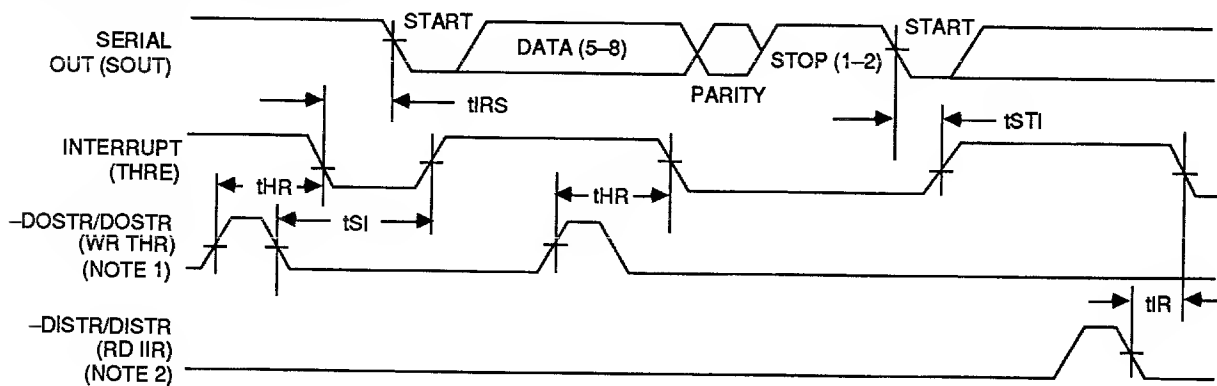 SERIAL
OUT (SOUT)
START
DATA (5–8)
PARITY
STOP (1–2)
START
tIRS
tSTI
INTERRUPT
(THRE)
tHR
tSI
tHR
–DOSTR/DOSTR
(WR THR)
(NOTE 1)
tIR
–DISTR/DISTR
(RD IIR)
(NOTE 2)